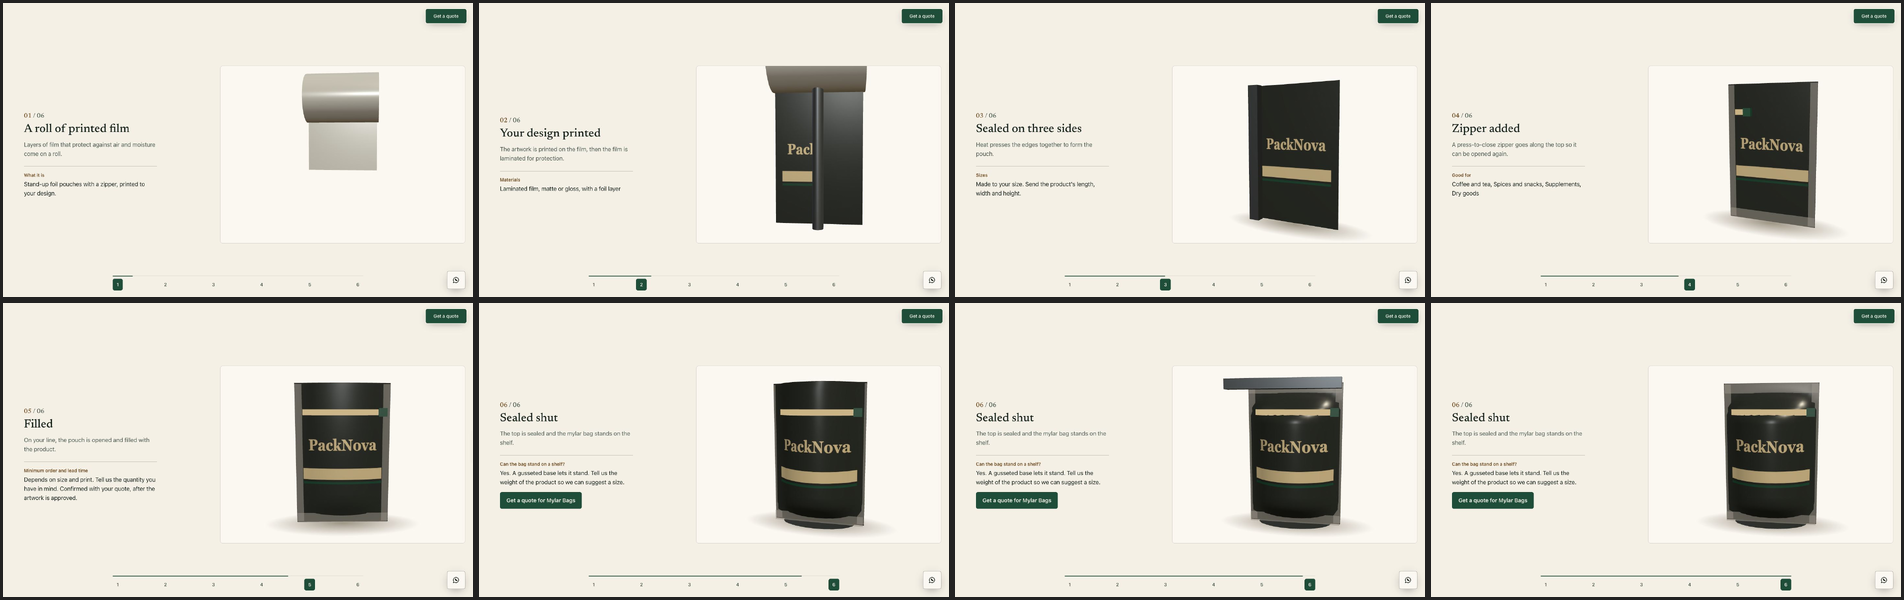 Get a quote
01 / 06
A roll of printed film
Layers of film that protect against air and moisture
come on a roll.
What it is
Stand-up foil pouches with a zipper, printed to
your design.
1 2 3 4 5 6
Get a quote
02 / 06
Your design printed
The artwork is printed on the film, then the film is
laminated for protection.
Materials
Laminated film, matte or gloss, with a foil layer
Pack
1 2 3 4 5 6
Get a quote
03 / 06
Sealed on three sides
Heat presses the edges together to form the
pouch.
Sizes
Made to your size. Send the product's length,
width and height.
PackNova
1 2 3 4 5 6
Get a quote
04 / 06
Zipper added
A press-to-close zipper goes along the top so it
can be opened again.
Good for
Coffee and tea, Spices and snacks, Supplements,
Dry goods
PackNova
1 2 3 4 5 6
Get a quote
05 / 06
Filled
On your line, the pouch is opened and filled with
the product.
Minimum order and lead time
Depends on size and print. Tell us the quantity you
have in mind. Confirmed with your quote, after the
artwork is approved.
PackNova
1 2 3 4 5 6
Get a quote
06 / 06
Sealed shut
The top is sealed and the mylar bag stands on the
shelf.
Can the bag stand on a shelf?
Yes. A gusseted base lets it stand. Tell us the
weight of the product so we can suggest a size.
Get a quote for Mylar Bags
PackNova
1 2 3 4 5 6
Get a quote
06 / 06
Sealed shut
The top is sealed and the mylar bag stands on the
shelf.
Can the bag stand on a shelf?
Yes. A gusseted base lets it stand. Tell us the
weight of the product so we can suggest a size.
Get a quote for Mylar Bags
PackNova
1 2 3 4 5 6
Get a quote
06 / 06
Sealed shut
The top is sealed and the mylar bag stands on the
shelf.
Can the bag stand on a shelf?
Yes. A gusseted base lets it stand. Tell us the
weight of the product so we can suggest a size.
Get a quote for Mylar Bags
PackNova
1 2 3 4 5 6